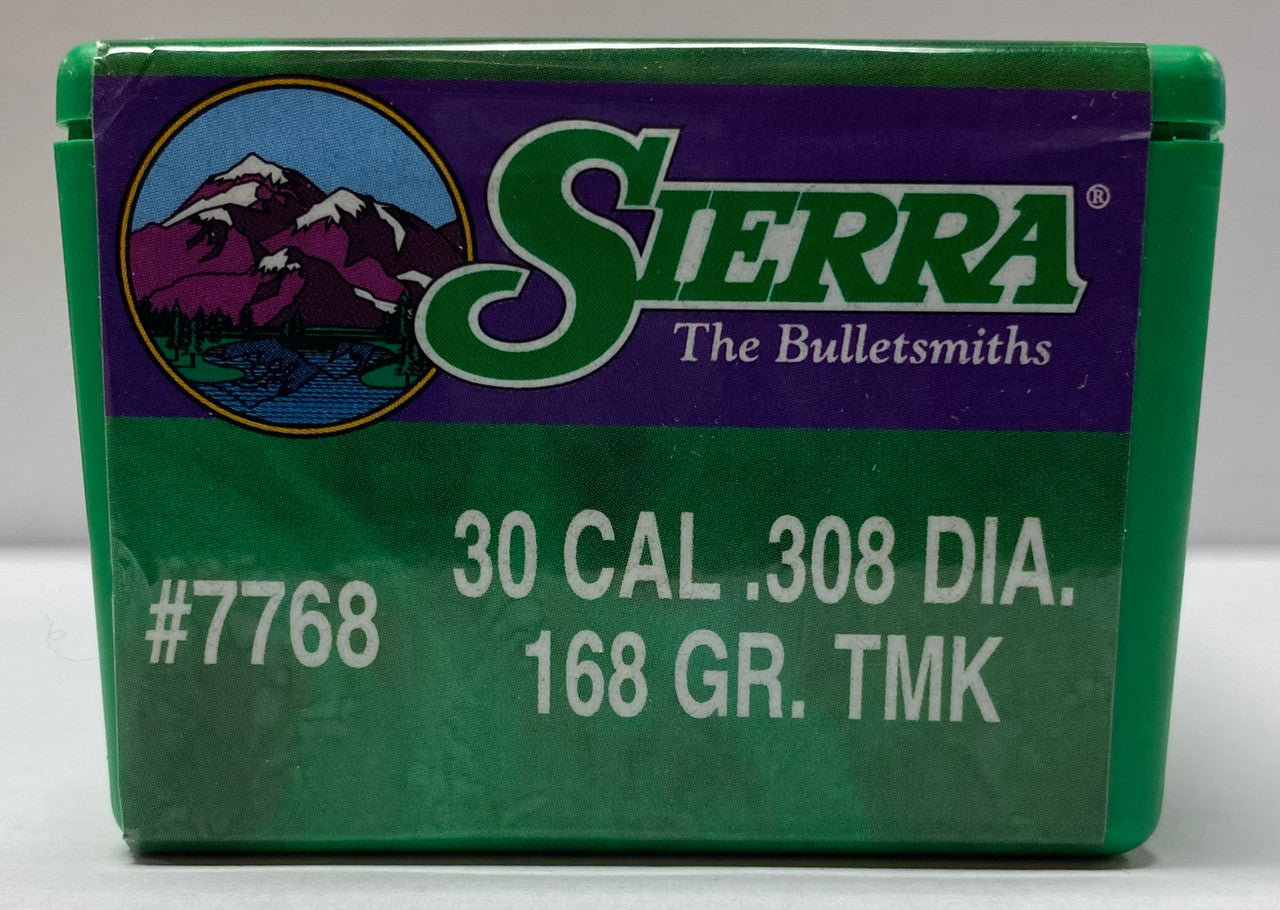 SIERRA®
The Bulletsmiths
#7768
30 CAL .308 DIA.
168 GR. TMK